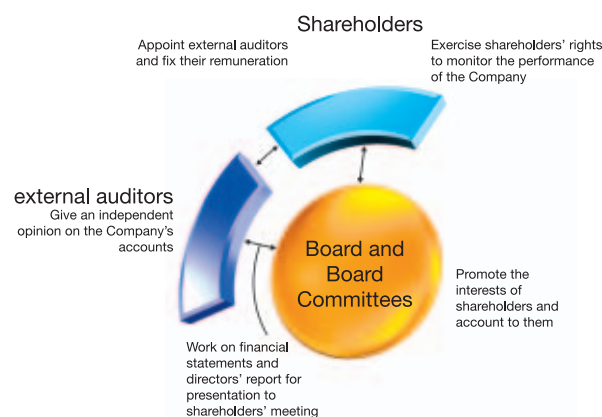 Shareholders
Appoint external auditors
and fix their remuneration
Exercise shareholders' rights
to monitor the performance
of the Company
external auditors
Give an independent
opinion on the Company's
accounts
Board and
Board
Committees
Promote the
interests of
shareholders and
account to them
Work on financial
statements and
directors' report for
presentation to
shareholders' meeting